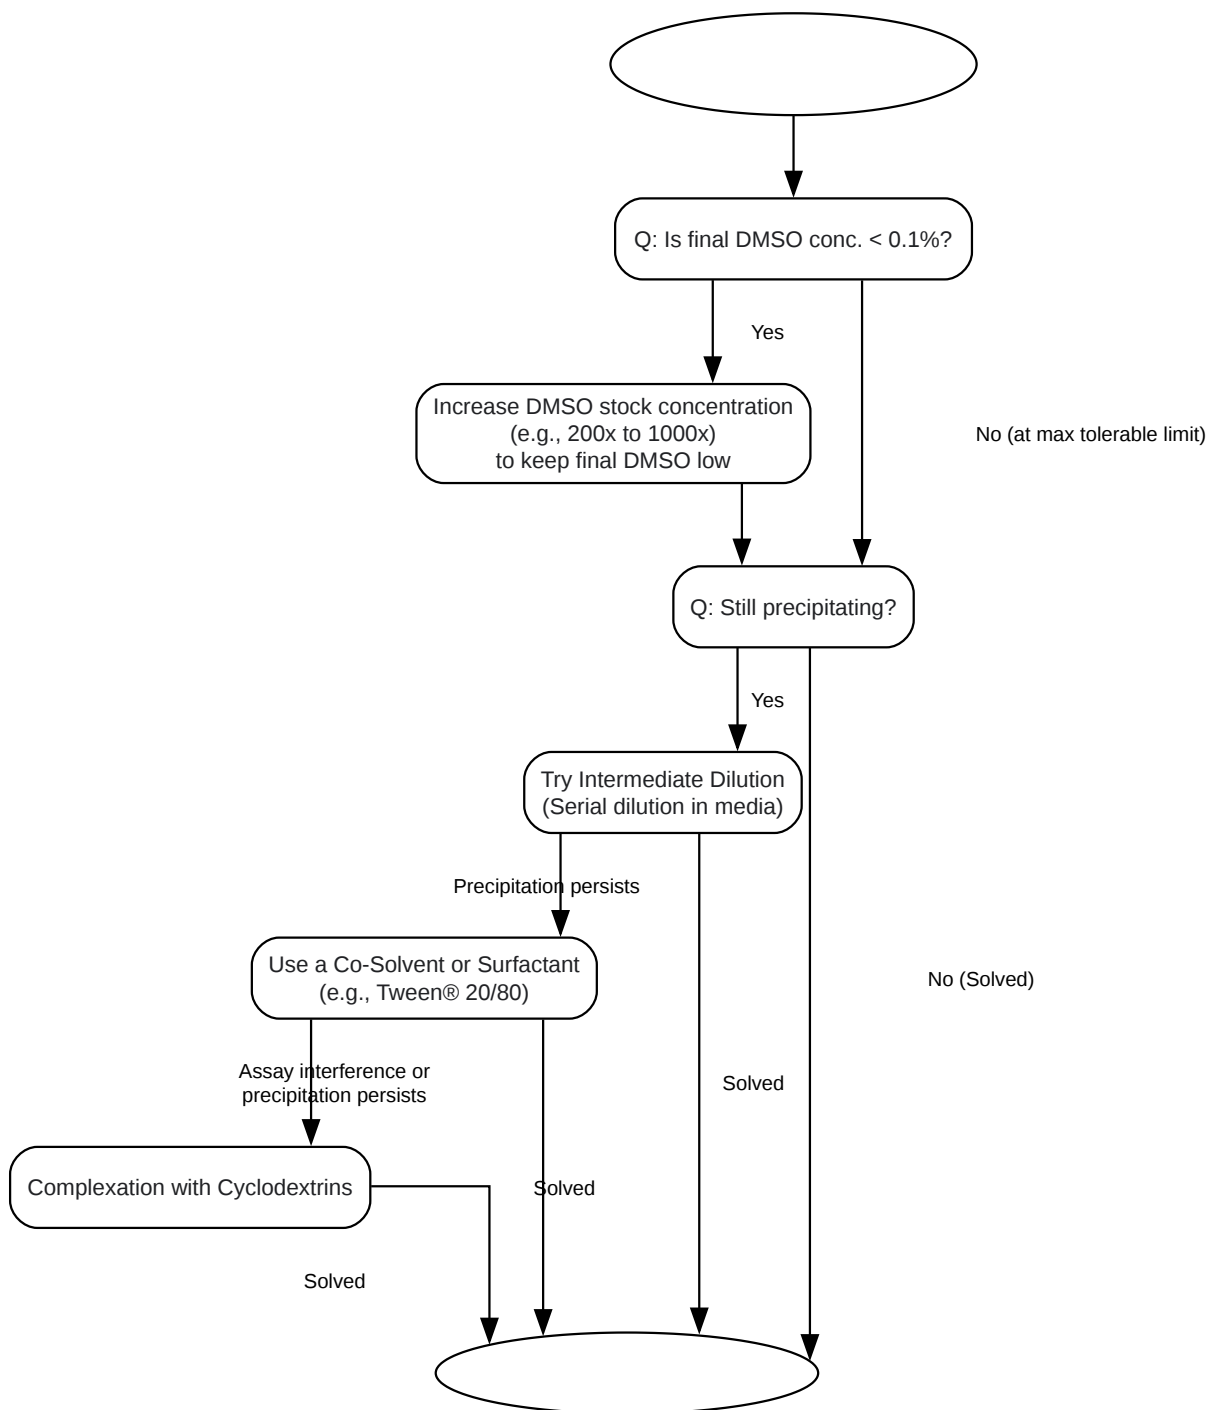 Q: Is final DMSO conc. < 0.1%?
Yes
Increase DMSO stock concentration
(e.g., 200x to 1000x)
to keep final DMSO low
No (at max tolerable limit)
Q: Still precipitating?
Yes
Try Intermediate Dilution
(Serial dilution in media)
Precipitation persists
Use a Co-Solvent or Surfactant
(e.g., Tween® 20/80)
No (Solved)
Assay interference or
precipitation persists
Solved
Complexation with Cyclodextrins
Solved
Solved